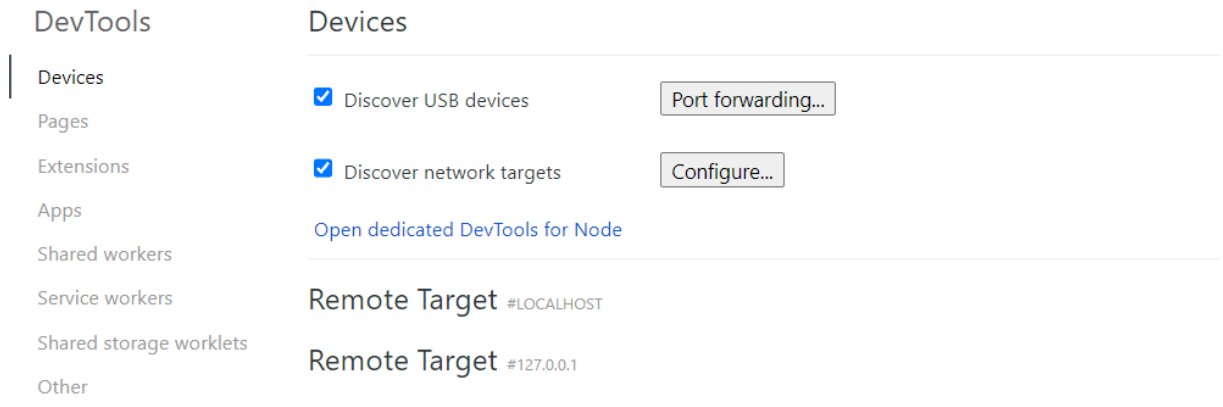 DevTools
Devices
Pages
Extensions
Apps
Shared workers
Service workers
Shared storage worklets
Other
Devices
Discover USB devices
Port forwarding...
Discover network targets
Configure...
Open dedicated DevTools for Node
Remote Target #LOCALHOST
Remote Target #127.0.0.1